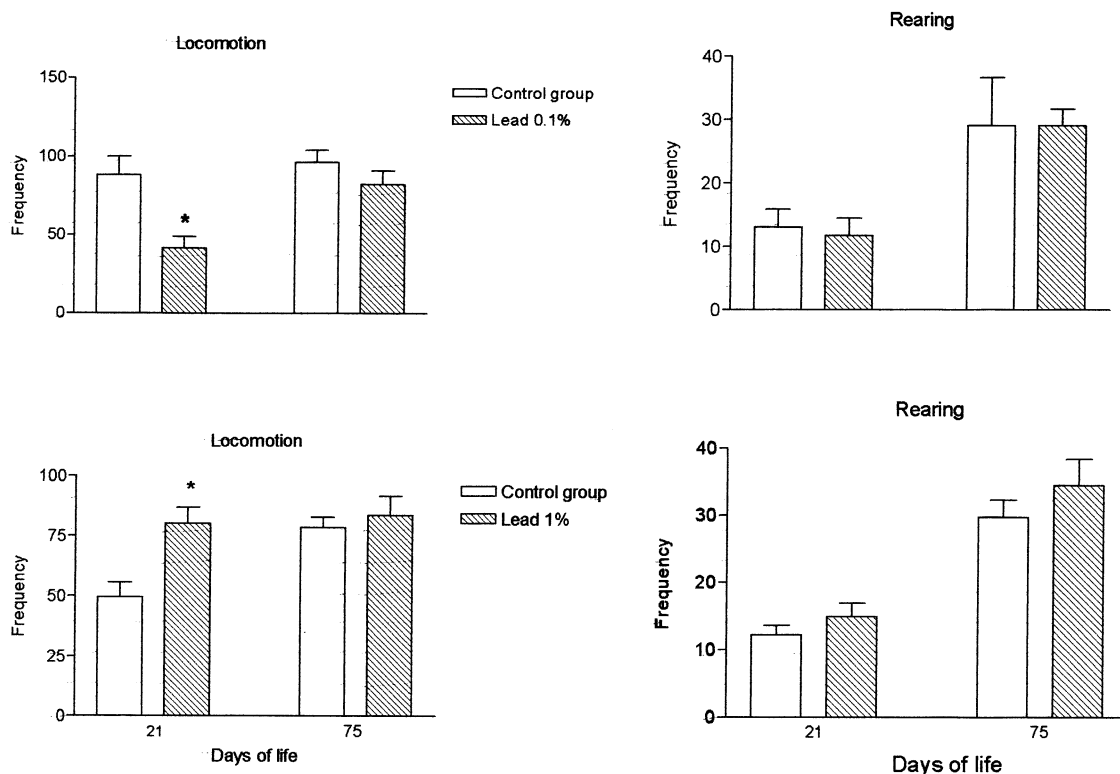 Locomotion
150
100
50
0
Frequency
*
Control group
Lead 0.1%
Rearing
40
30
20
10
0
Frequency
Locomotion
100
75
50
25
0
Frequency
*
21
75
Days of life
Control group
Lead 1%
Rearing
40
30
20
10
0
Frequency
21
75
Days of life